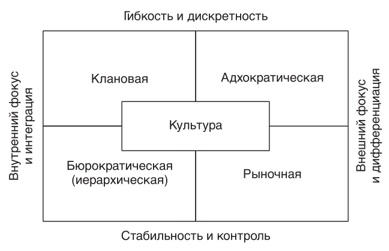 Гибкость и дискретность
Внутренний фокус
и интеграция
Клановая
Адхократическая
Культура
Бюрократическая
(иерархическая)
Рыночная
Внешний фокус
и дифференциация
Стабильность и контроль